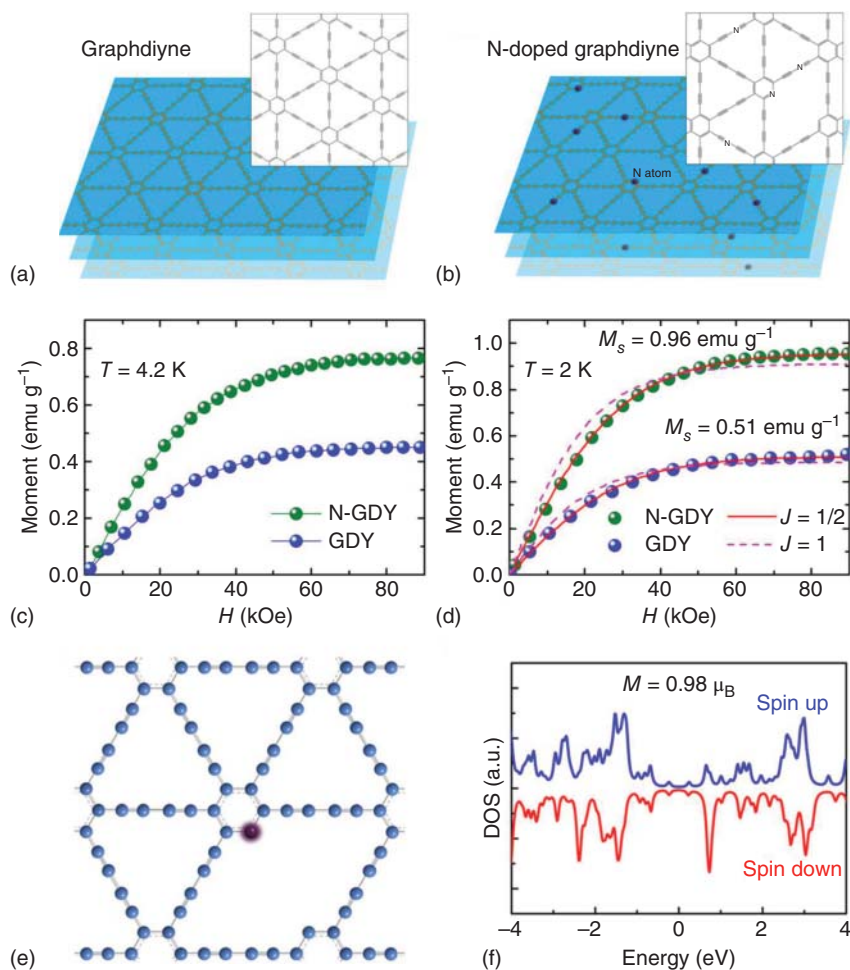 Graphdiyne
N-doped graphdiyne
N
N
N
N
N atom
(a)
(b)
0.8
0.6
0.4
0.2
0.0
Moment (emu g⁻¹)
T = 4.2 K
N-GDY
GDY
0 20 40 60 80
H (kOe)
(c)
1.0
0.8
0.6
0.4
0.2
0.0
Moment (emu g⁻¹)
Mₛ = 0.96 emu g⁻¹
T = 2 K
Mₛ = 0.51 emu g⁻¹
N-GDY J = 1/2
GDY J = 1
0 20 40 60 80
H (kOe)
(d)
(e)
M = 0.98 μB
Spin up
DOS (a.u.)
Spin down
−4 −2 0 2 4
Energy (eV)
(f)